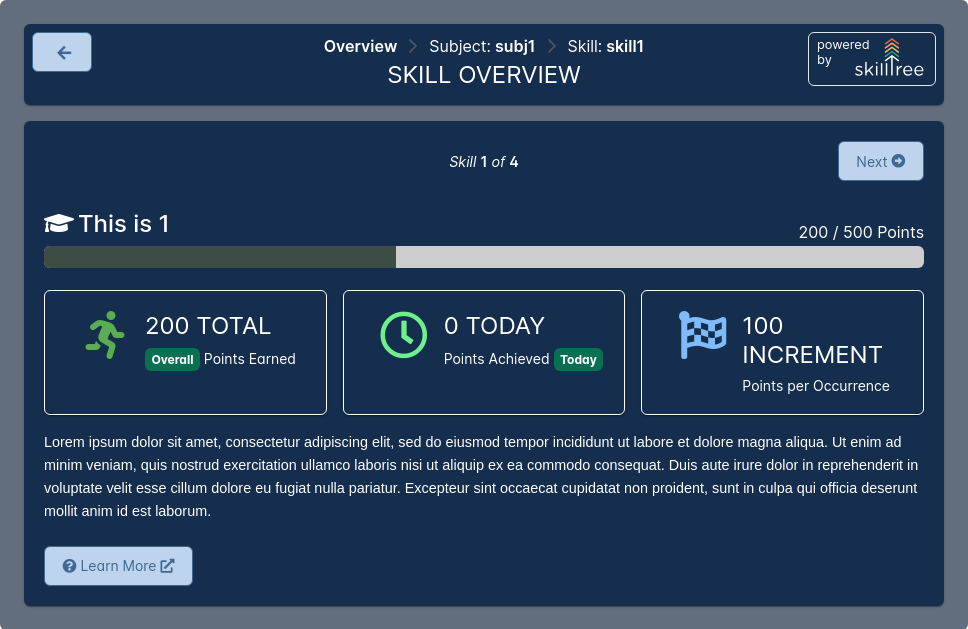 Overview Subject: subj1 Skill: skill1
SKILL OVERVIEW
powered
by
skilltree
Skill 1 of 4
Next
This is 1
200 / 500 Points
200 TOTAL
Overall Points Earned
0 TODAY
Points Achieved Today
100
INCREMENT
Points per Occurrence
Lorem ipsum dolor sit amet, consectetur adipiscing elit, sed do eiusmod tempor incididunt ut labore et dolore magna aliqua. Ut enim ad
minim veniam, quis nostrud exercitation ullamco laboris nisi ut aliquip ex ea commodo consequat. Duis aute irure dolor in reprehenderit in
voluptate velit esse cillum dolore eu fugiat nulla pariatur. Excepteur sint occaecat cupidatat non proident, sunt in culpa qui officia deserunt
mollit anim id est laborum.
Learn More